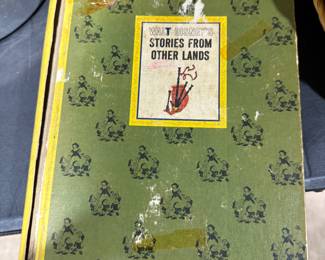 WALT DISNEY'S
STORIES FROM
OTHER LANDS